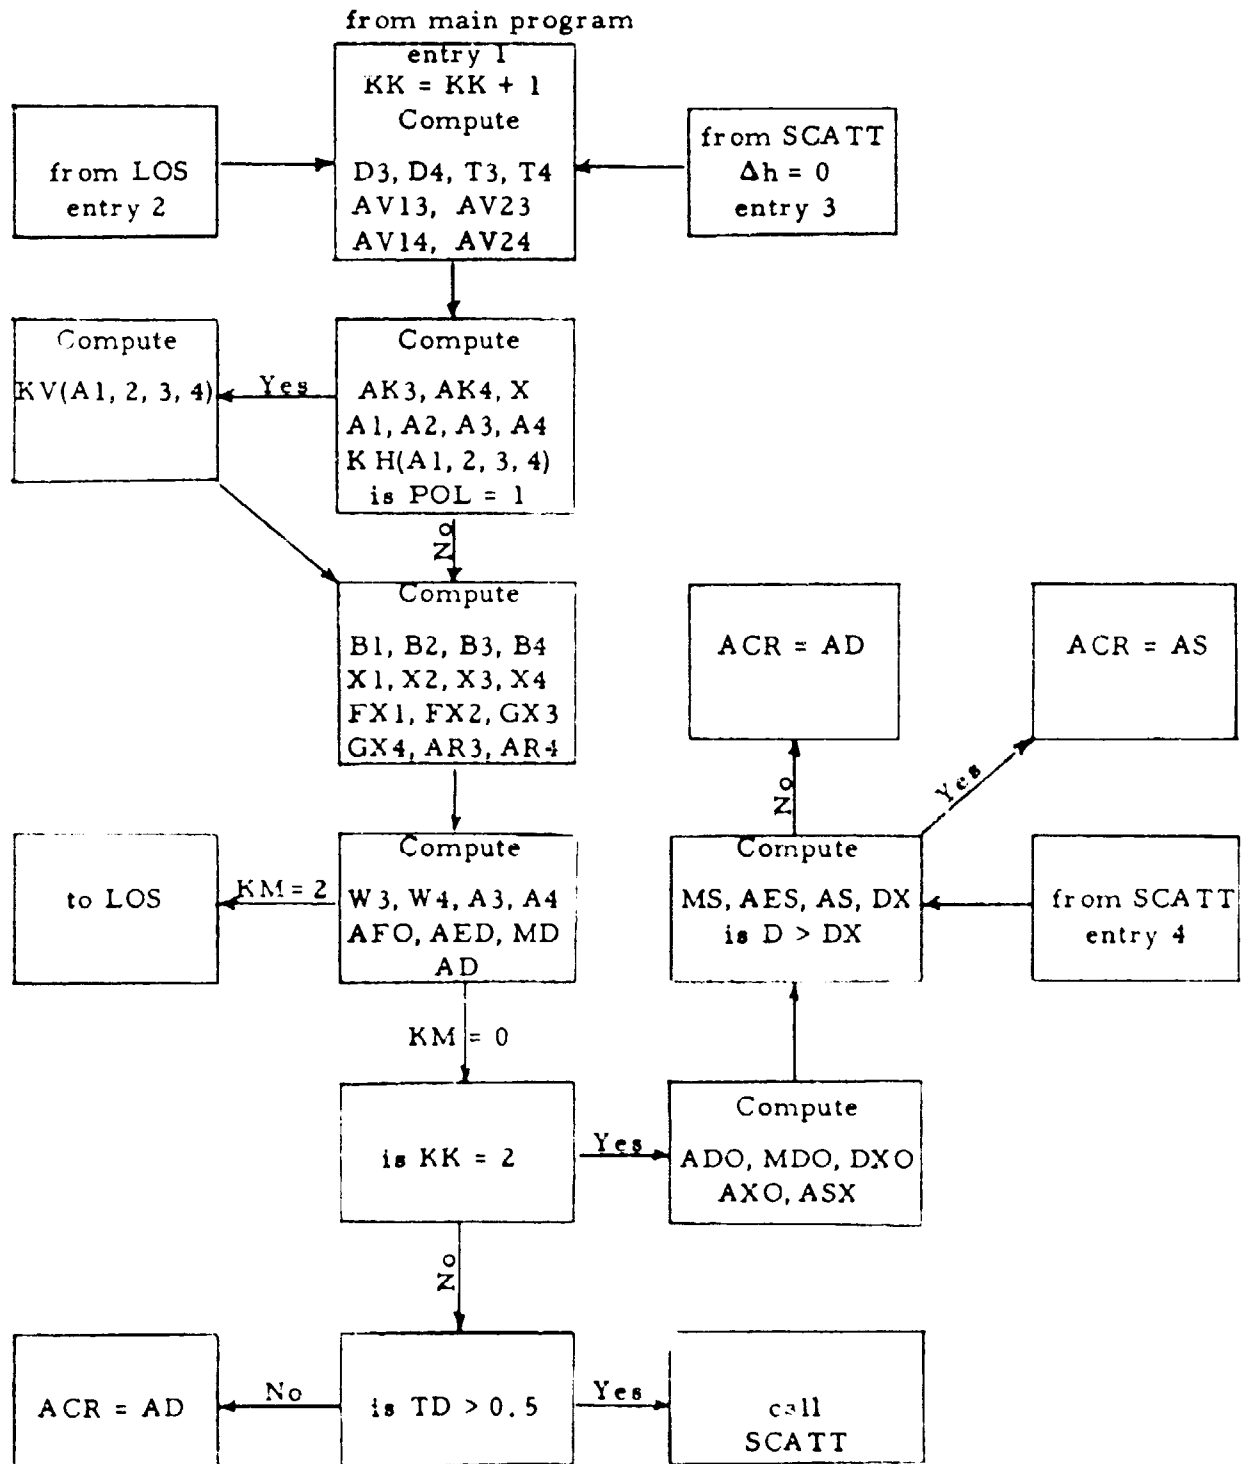 from main program
entry 1
KK = KK + 1
Compute
D3, D4, T3, T4
AV13, AV23
AV14, AV24
from LOS
entry 2
from SCATT
Δh = 0
entry 3
Compute
KV(A1, 2, 3, 4)
Yes
Compute
AK3, AK4, X
A1, A2, A3, A4
KH(A1, 2, 3, 4)
is POL = 1
No
Compute
B1, B2, B3, B4
X1, X2, X3, X4
FX1, FX2, GX3
GX4, AR3, AR4
ACR = AD
ACR = AS
No
Yes
to LOS
KM = 2
Compute
W3, W4, A3, A4
AFO, AED, MD
AD
Compute
MS, AES, AS, DX
is D > DX
from SCATT
entry 4
KM = 0
is KK = 2
Yes
Compute
ADO, MDO, DXO
AXO, ASX
No
ACR = AD
No
is TD > 0.5
Yes
call
SCATT